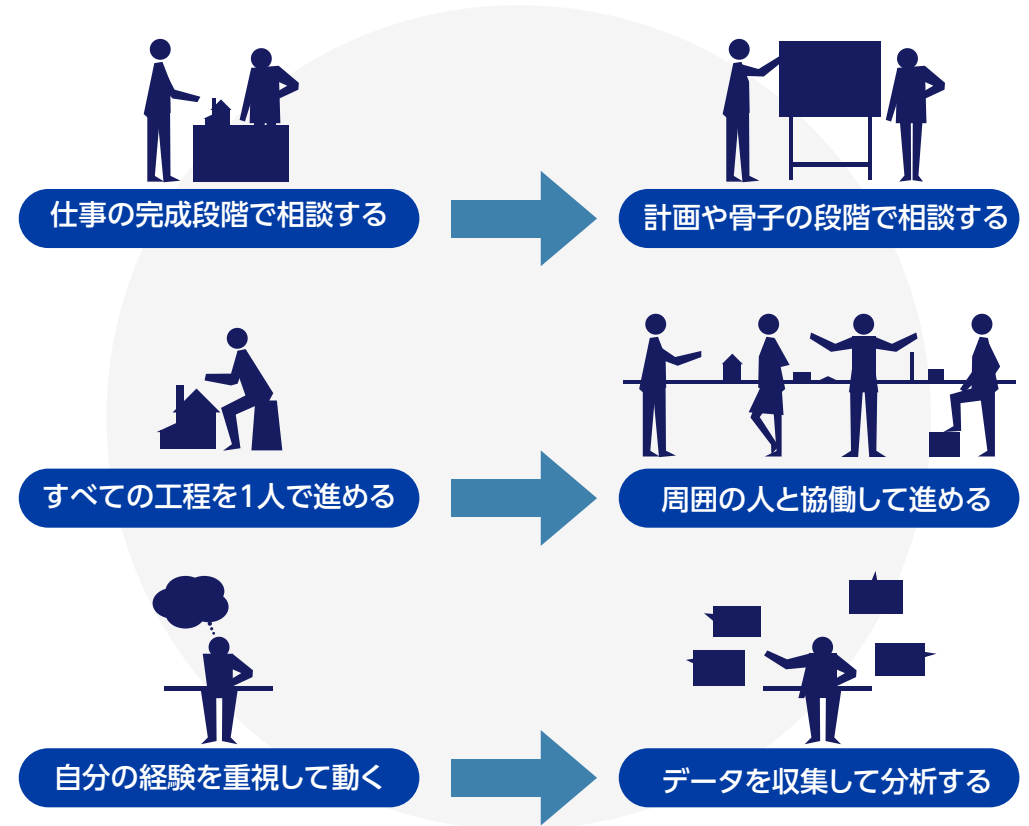 仕事の完成段階で相談する
計画や骨子の段階で相談する
すべての工程を1人で進める
周囲の人と協働して進める
自分の経験を重視して動く
データを収集して分析する